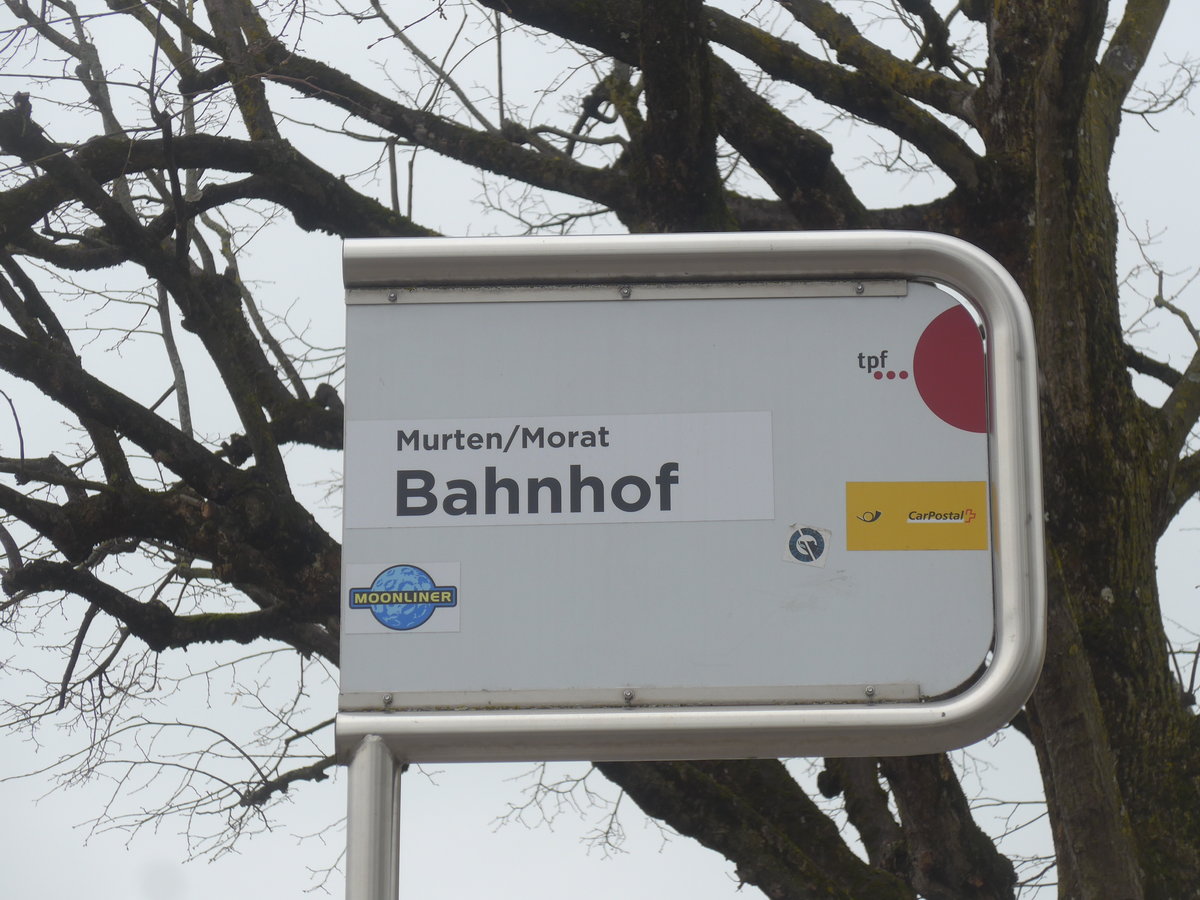 tpf
Murten/Morat
Bahnhof
CarPostal
MOONLINER